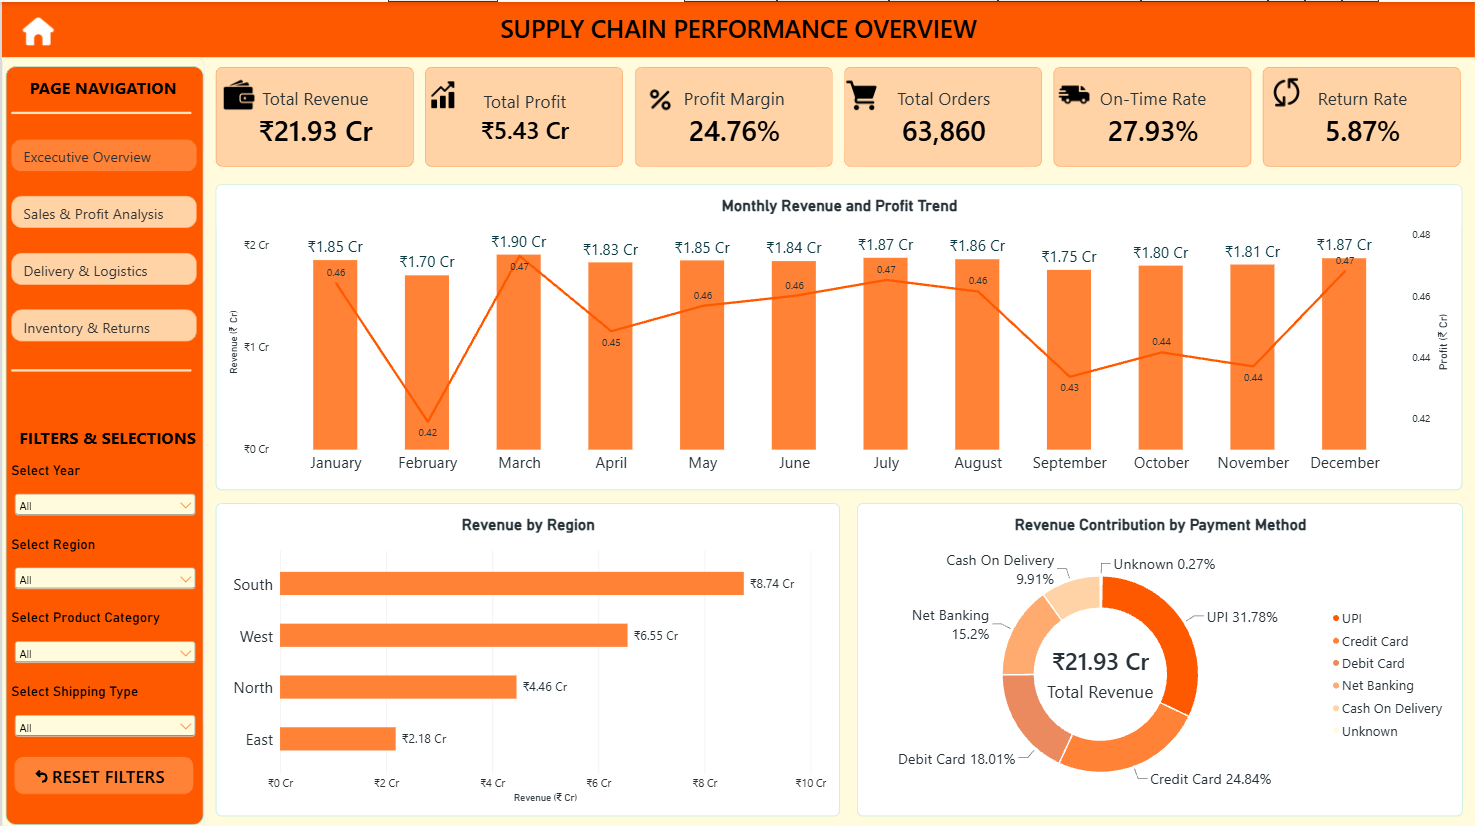 SUPPLY CHAIN PERFORMANCE OVERVIEW
PAGE NAVIGATION
Excecutive Overview
Sales & Profit Analysis
Delivery & Logistics
Inventory & Returns
FILTERS & SELECTIONS
Select Year
All
Select Region
All
Select Product Category
All
Select Shipping Type
All
RESET FILTERS
Total Revenue
₹21.93 Cr
Total Profit
₹5.43 Cr
% Profit Margin
24.76%
Total Orders
63,860
On-Time Rate
27.93%
Return Rate
5.87%
Monthly Revenue and Profit Trend
Revenue (₹ Cr)
₹2 Cr
₹1 Cr
₹0 Cr
₹1.85 Cr ₹1.70 Cr ₹1.90 Cr ₹1.83 Cr ₹1.85 Cr ₹1.84 Cr ₹1.87 Cr ₹1.86 Cr ₹1.75 Cr ₹1.80 Cr ₹1.81 Cr ₹1.87 Cr
0.46 0.42 0.47 0.45 0.46 0.46 0.47 0.46 0.43 0.44 0.44 0.47
0.48
0.46
0.44
0.42
Profit (₹ Cr)
January February March April May June July August September October November December
Revenue by Region
South ₹8.74 Cr
West ₹6.55 Cr
North ₹4.46 Cr
East ₹2.18 Cr
₹0 Cr ₹2 Cr ₹4 Cr ₹6 Cr ₹8 Cr ₹10 Cr
Revenue (₹ Cr)
Revenue Contribution by Payment Method
Cash On Delivery
9.91%
Unknown 0.27%
Net Banking
15.2%
UPI 31.78%
₹21.93 Cr
Total Revenue
Debit Card 18.01%
Credit Card 24.84%
UPI
Credit Card
Debit Card
Net Banking
Cash On Delivery
Unknown